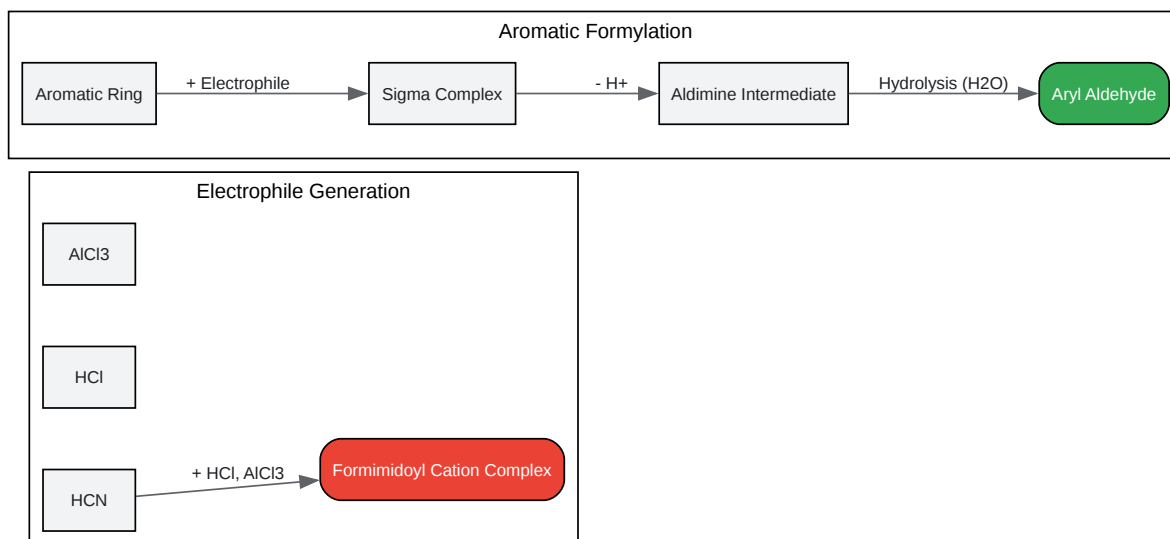 Aromatic Formylation
Aromatic Ring
+ Electrophile
Sigma Complex
- H+
Aldimine Intermediate
Hydrolysis (H2O)
Aryl Aldehyde
Electrophile Generation
AlCl3
HCl
HCN
+ HCl, AlCl3
Formimidoyl Cation Complex